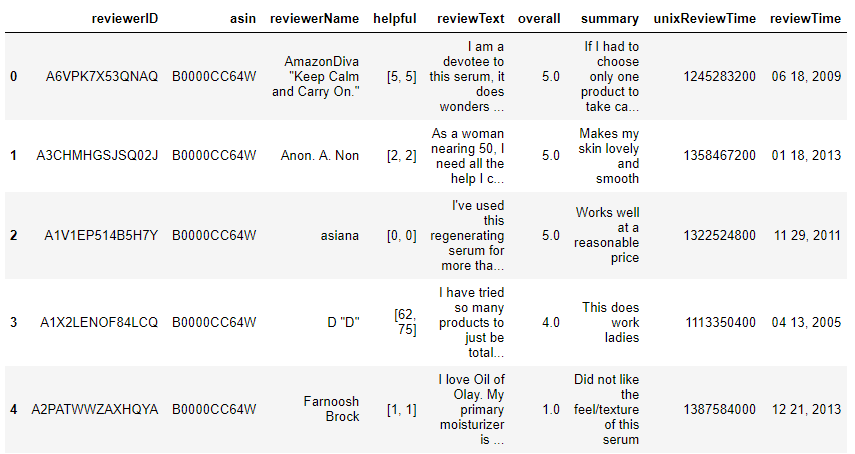 reviewerID asin reviewerName helpful reviewText overall summary unixReviewTime reviewTime
0 A6VPK7X53QNAQ B0000CC64W AmazonDiva "Keep Calm and Carry On." [5, 5] I am a devotee to this serum, it does wonders ... 5.0 If I had to choose only one product to take ca... 1245283200 06 18, 2009
1 A3CHMHGSJSQ02J B0000CC64W Anon. A. Non [2, 2] As a woman nearing 50, I need all the help I c... 5.0 Makes my skin lovely and smooth 1358467200 01 18, 2013
2 A1V1EP514B5H7Y B0000CC64W asiana [0, 0] I've used this regenerating serum for more tha... 5.0 Works well at a reasonable price 1322524800 11 29, 2011
3 A1X2LENOF84LCQ B0000CC64W D "D" [62, 75] I have tried so many products to just be total... 4.0 This does work ladies 1113350400 04 13, 2005
4 A2PATWWZAXHQYA B0000CC64W Farnoosh Brock [1, 1] I love Oil of Olay. My primary moisturizer is ... 1.0 Did not like the feel/texture of this serum 1387584000 12 21, 2013